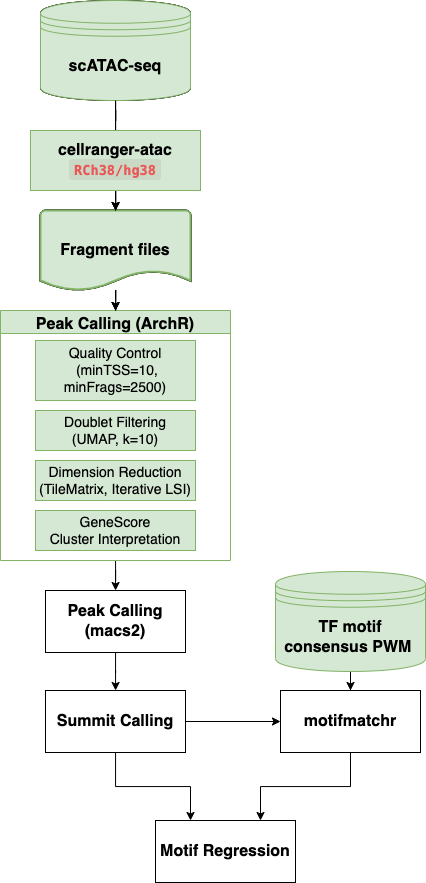 scATAC-seq
cellranger-atac
RCh38/hg38
Fragment files
Peak Calling (ArchR)
Quality Control
(minTSS=10,
minFrags=2500)
Doublet Filtering
(UMAP, k=10)
Dimension Reduction
(TileMatrix, Iterative LSI)
GeneScore
Cluster Interpretation
Peak Calling
(macs2)
TF motif
consensus PWM
Summit Calling
motifmatchr
Motif Regression